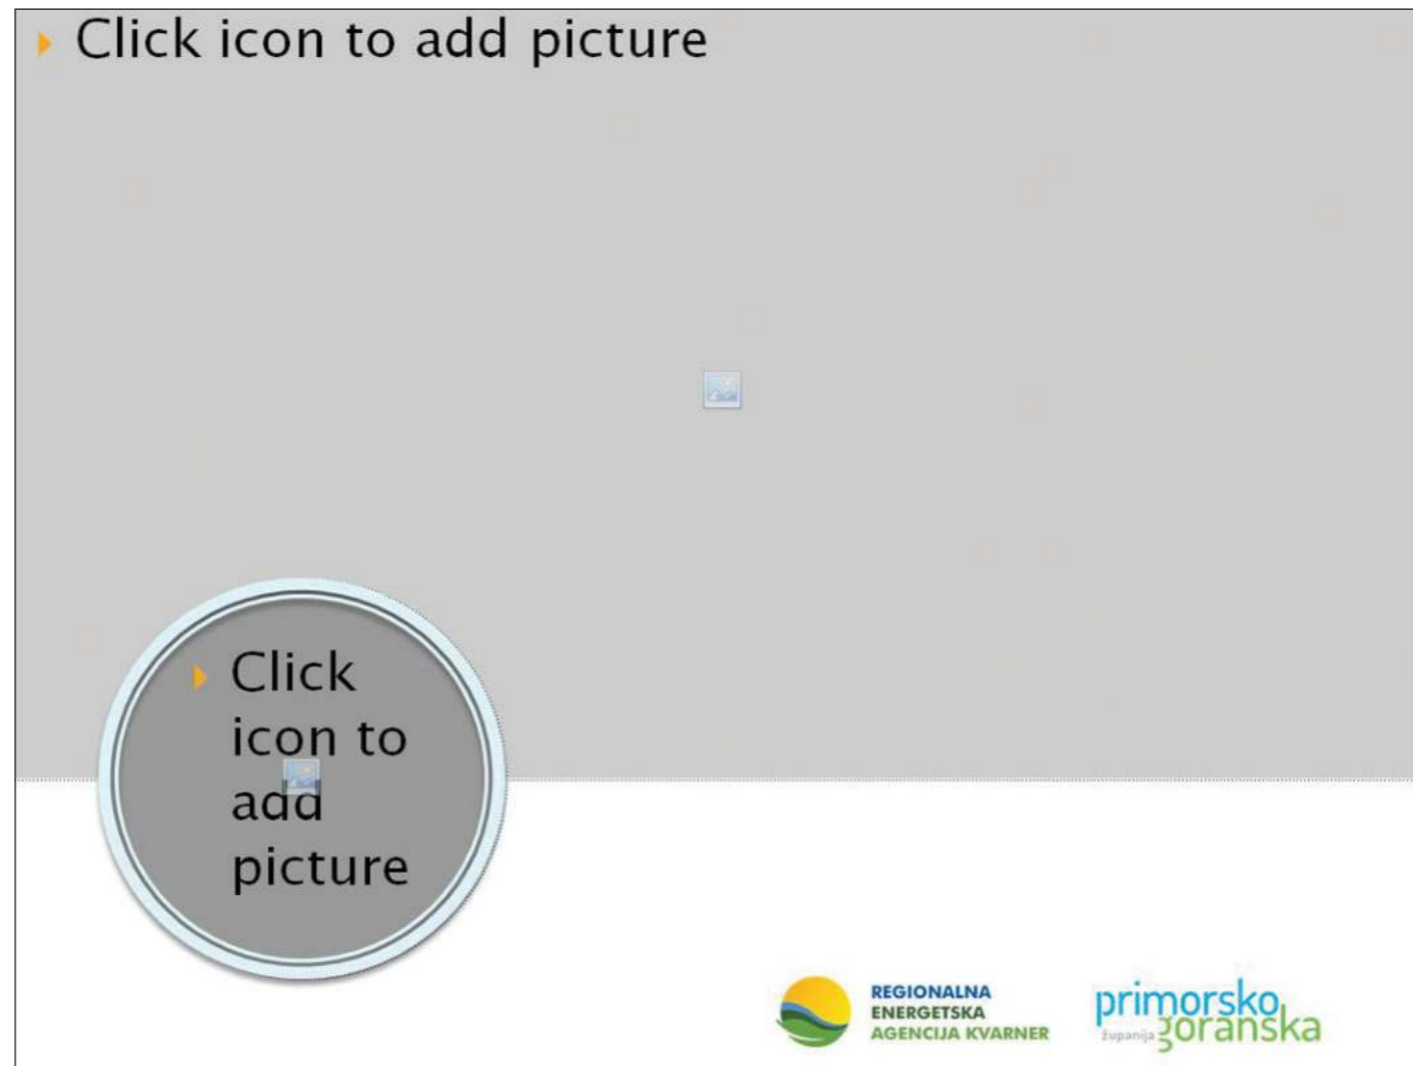 Click icon to add picture
Click
icon to
add
picture
REGIONALNA
ENERGETSKA
AGENCIJA KVARNER
primorsko
županija goranska